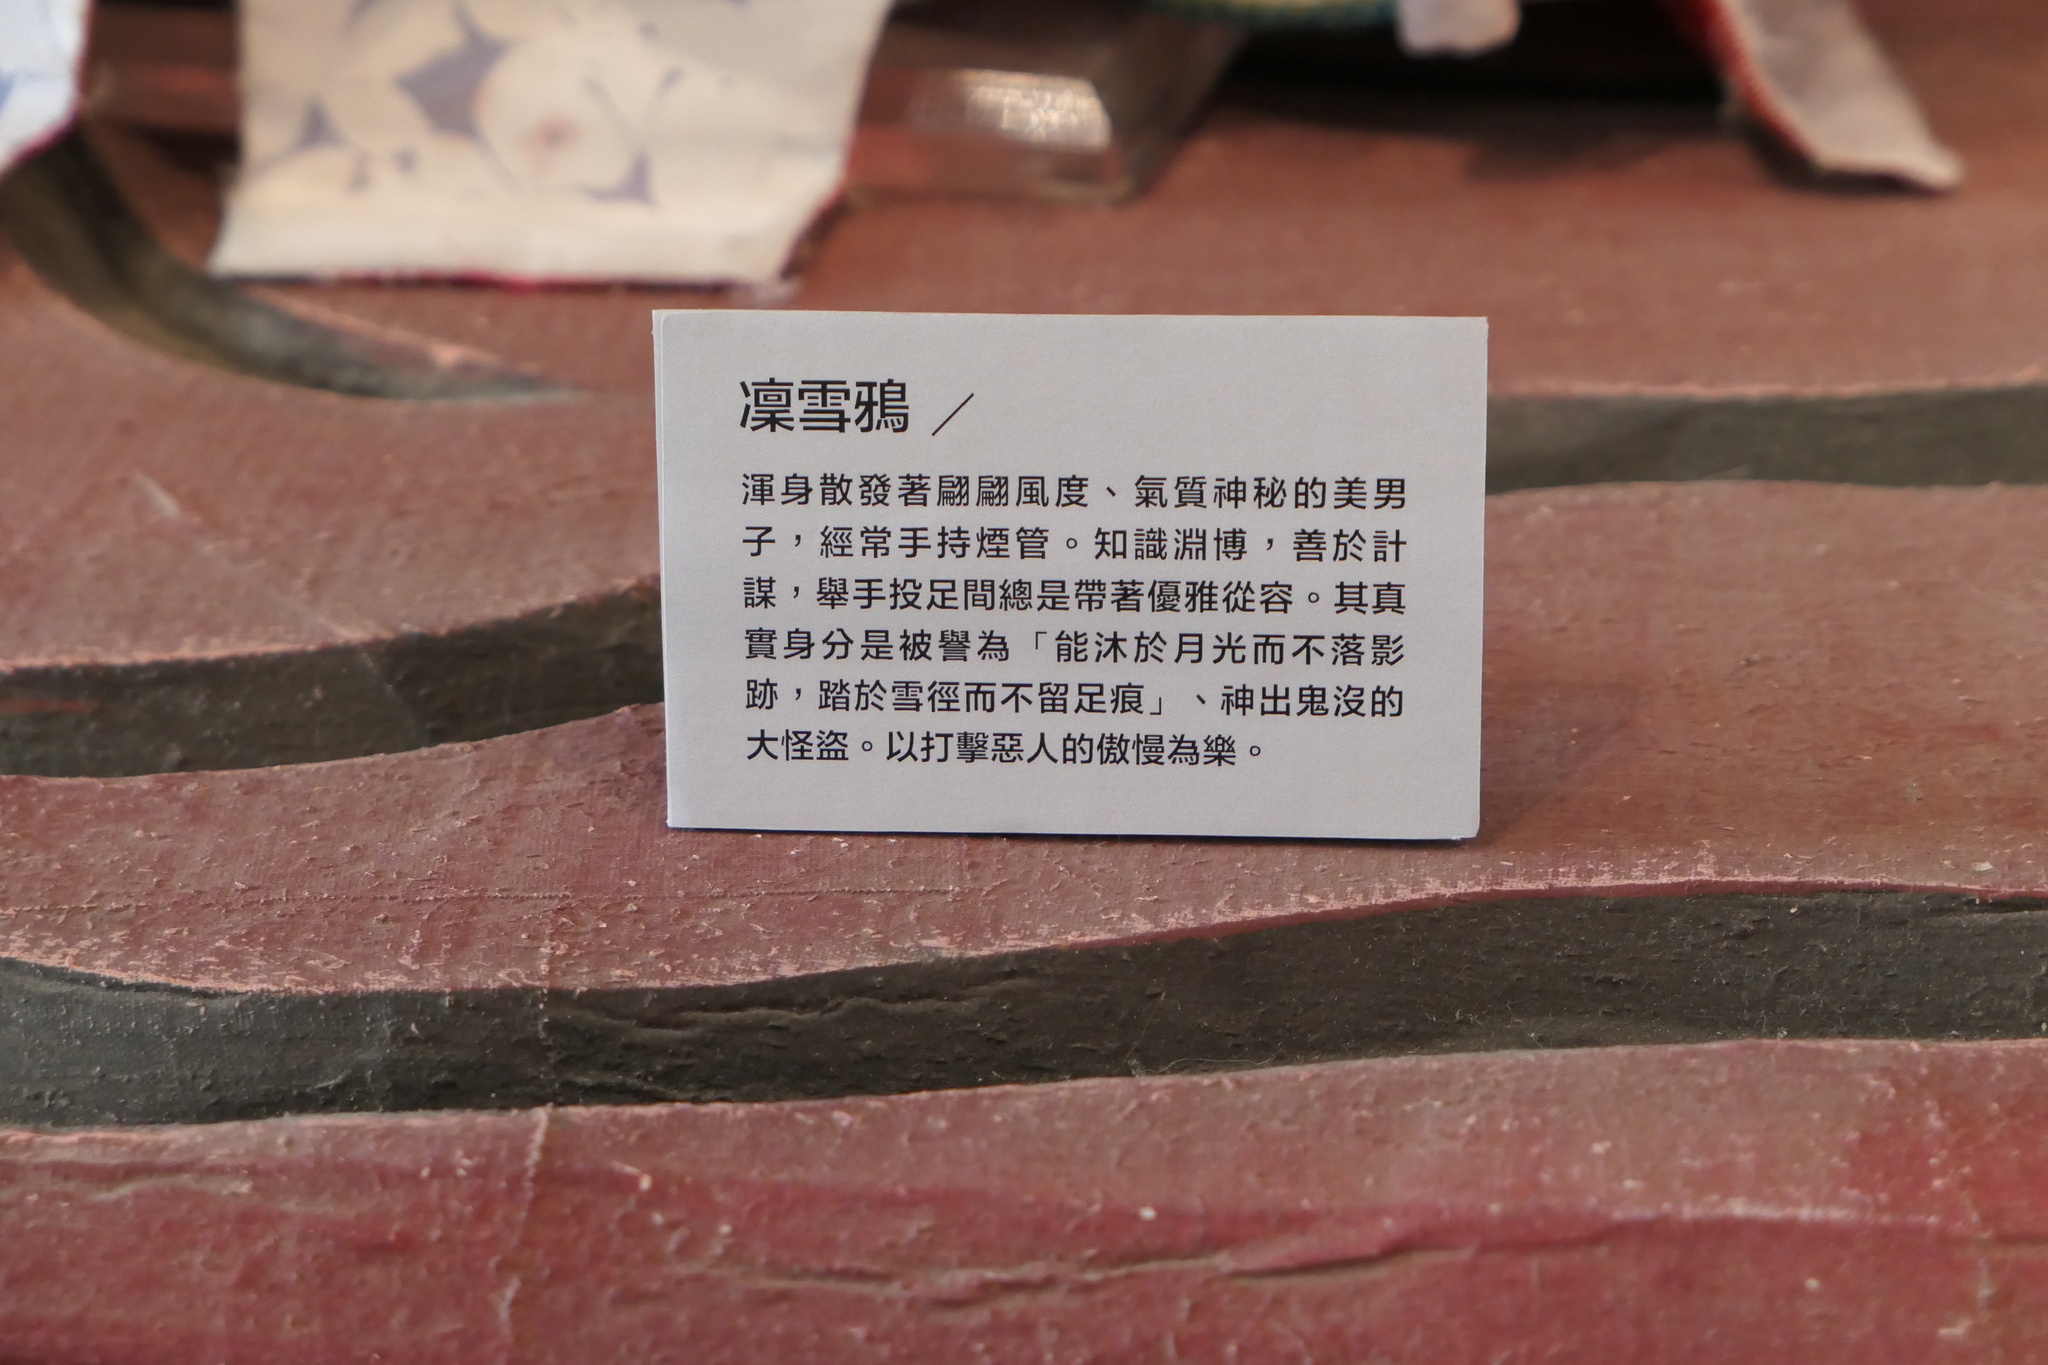 凜雪鴉 ／
渾身散發著翩翩風度、氣質神秘的美男
子，經常手持煙管。知識淵博，善於計
謀，舉手投足間總是帶著優雅從容。其真
實身分是被譽為「能沐於月光而不落影
跡，踏於雪徑而不留足痕」、神出鬼沒的
大怪盜。以打擊惡人的傲慢為樂。